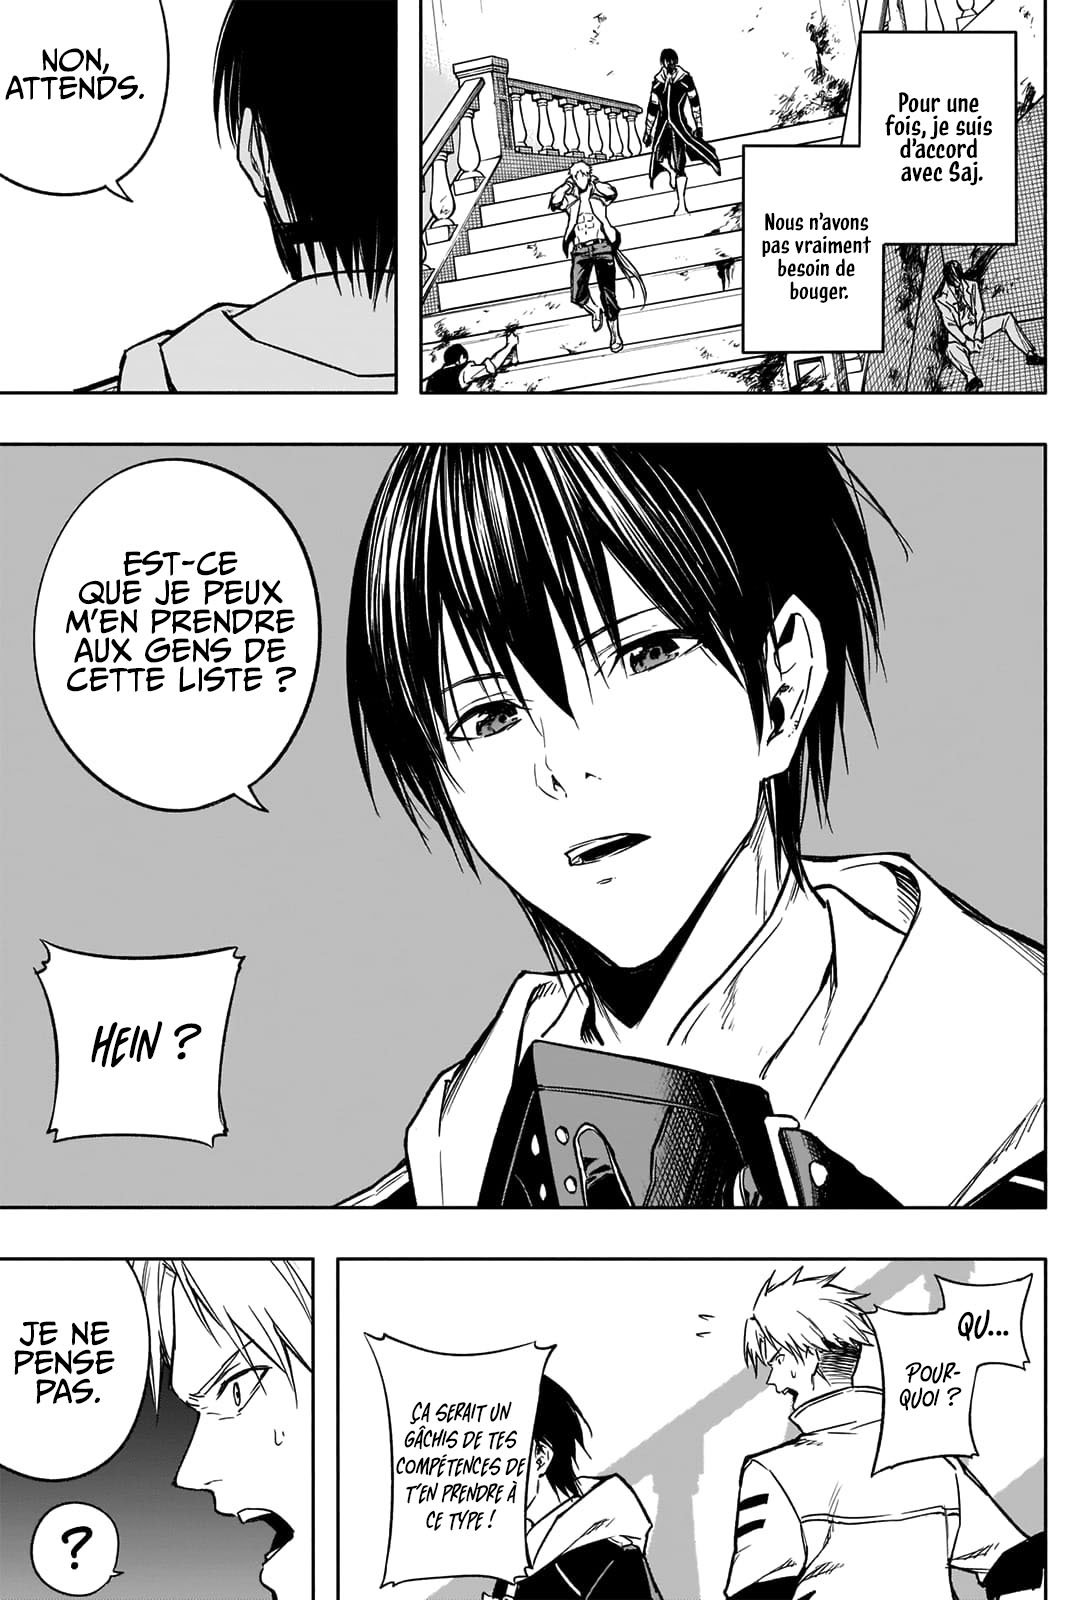 Pour une
fois, je suis
d'accord
avec Saj.
Nous n'avons
pas vraiment
besoin de
bouger.
NON,
ATTENDS.
EST-CE
QUE JE PEUX
M'EN PRENDRE
AUX GENS DE
CETTE LISTE ?
HEIN ?
QU...
POUR-
QUOI ?
ÇA SERAIT UN
GÂCHIS DE TES
COMPÉTENCES DE
T'EN PRENDRE À
CE TYPE !
JE NE
PENSE
PAS.
?